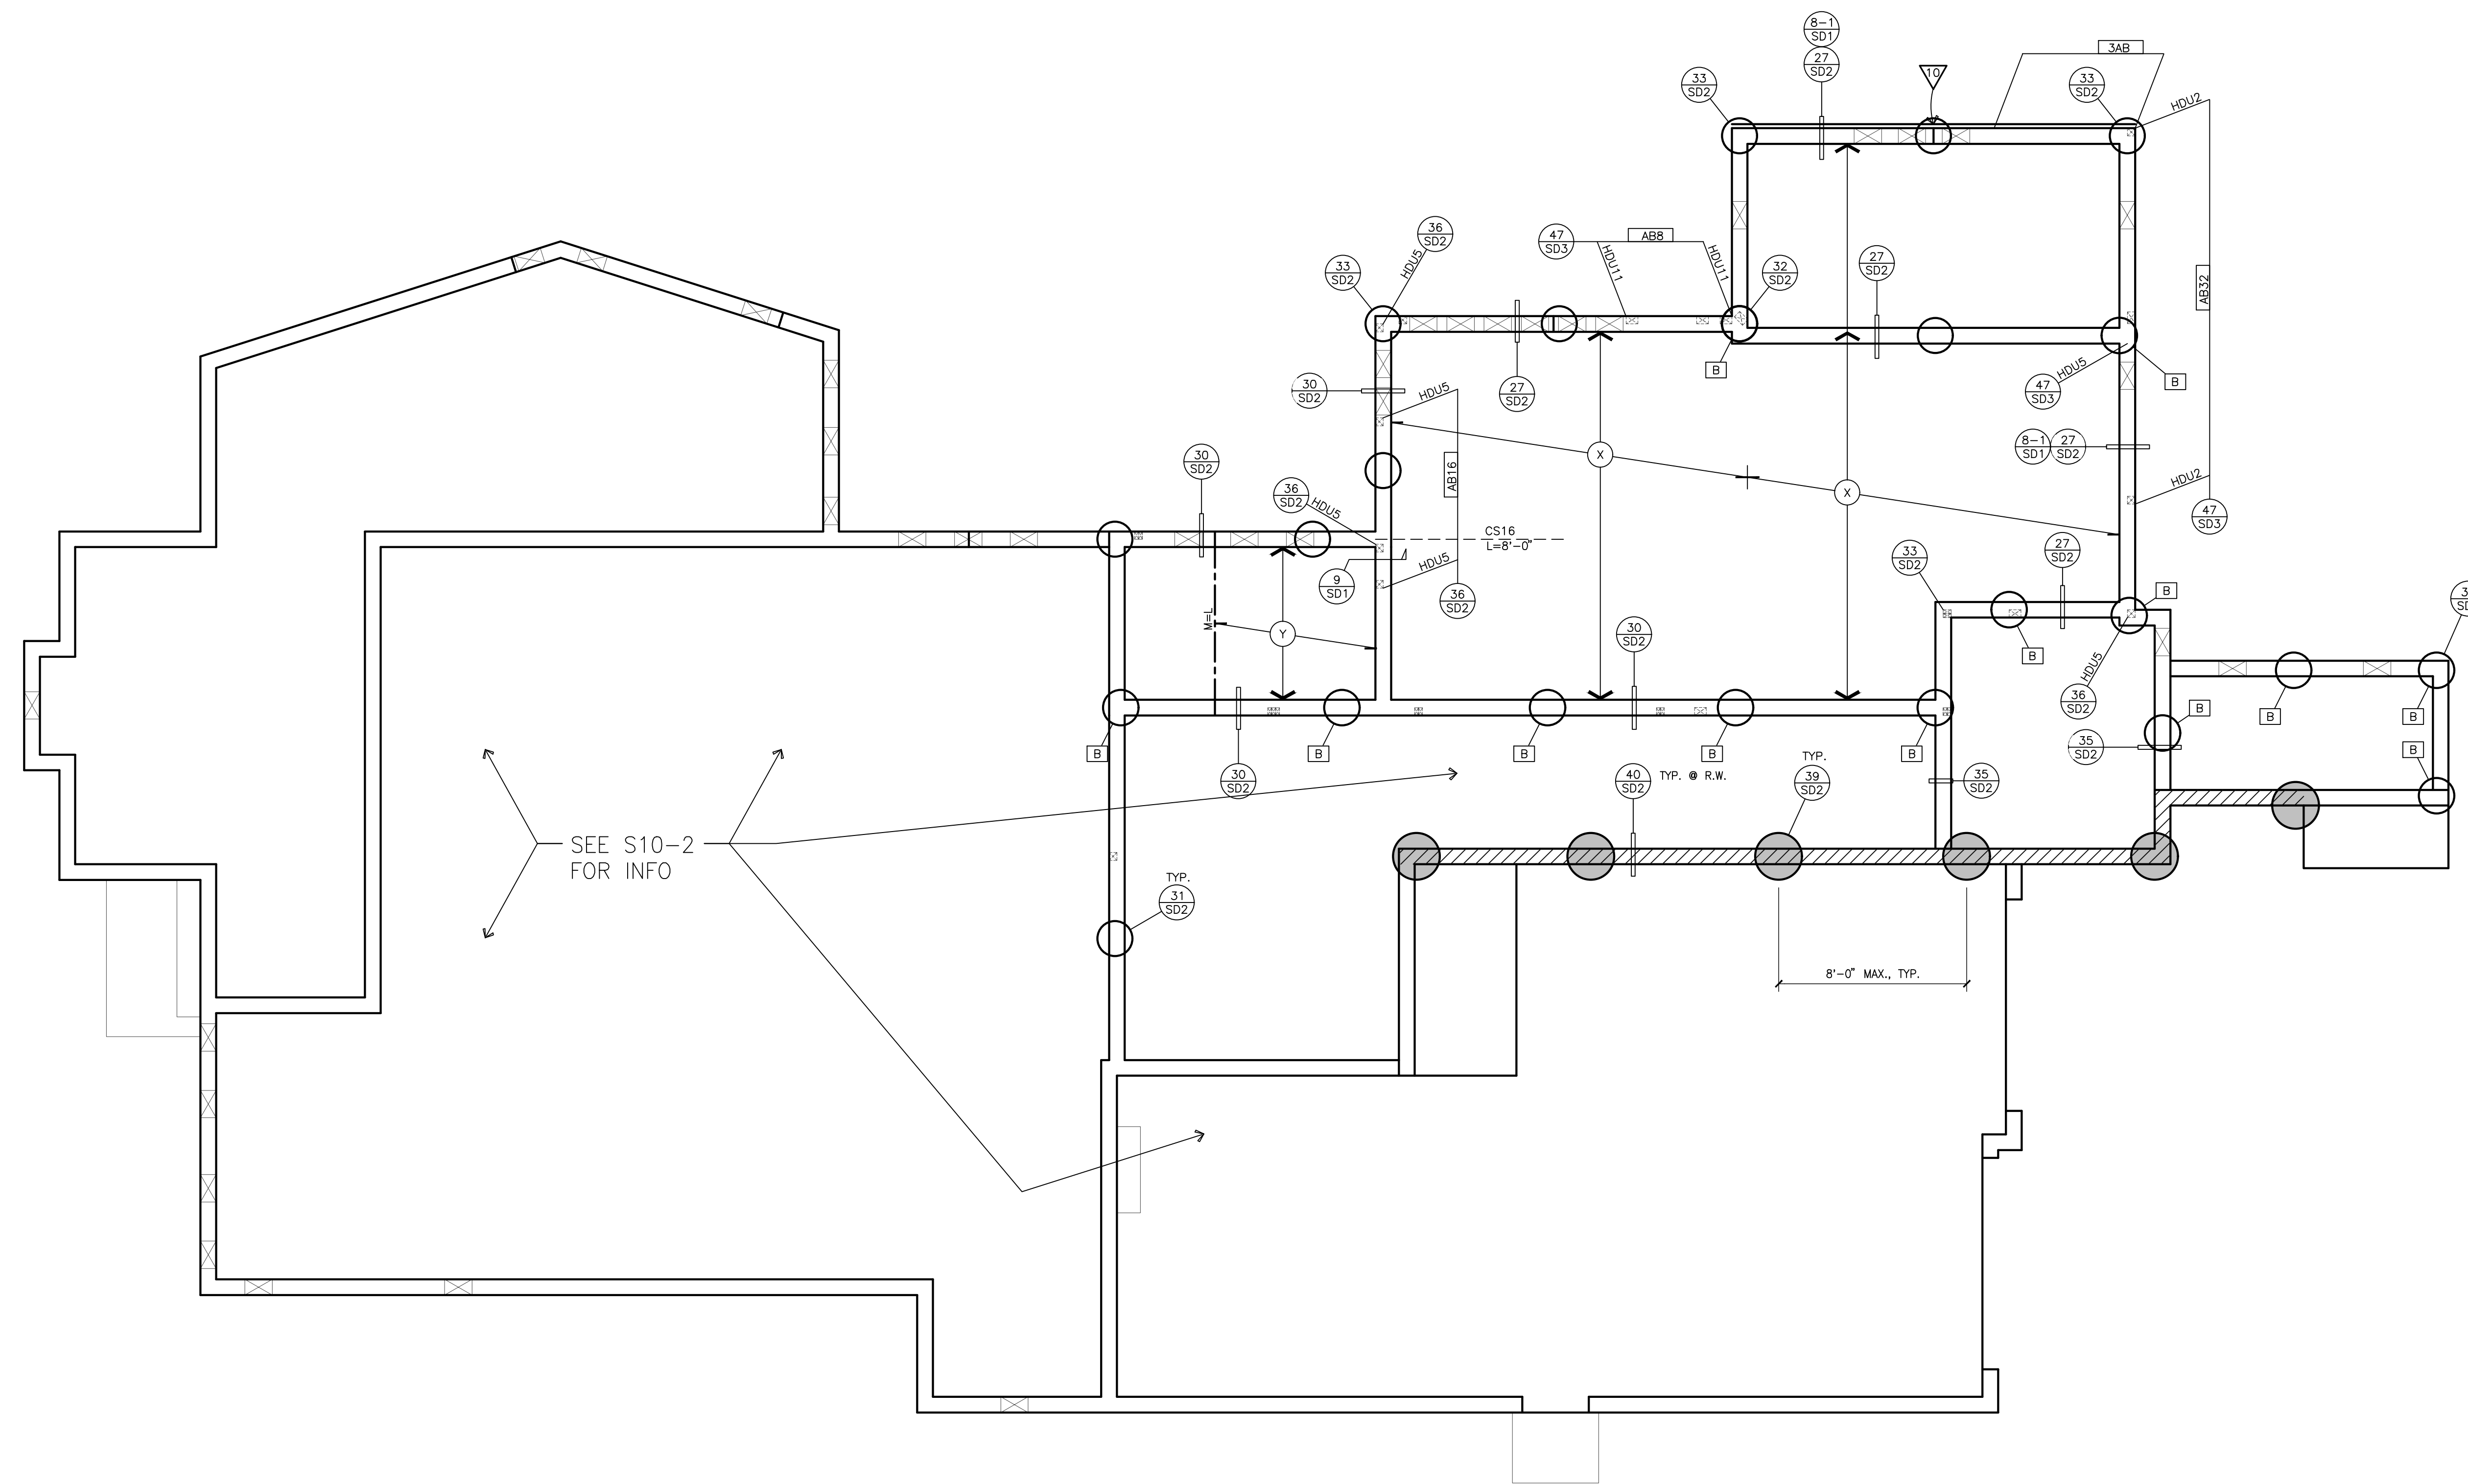 8-1
SD1
27
SD2
33
SD2
10
3AB
33
SD2
HDU2
36
SD2
HDU5
47
SD3
AB8
HDU11
HDU11
33
SD2
32
SD2
27
SD2
AB32
B
HDU5
47
SD3
B
30
SD2
27
SD2
HDU5
AB16
X
X
8-1
SD1
27
SD2
HDU2
47
SD3
30
SD2
36
SD2
HDU5
CS16
L=8'-0"
9
SD1
HDU5
36
SD2
33
SD2
27
SD2
B
M=L
Y
30
SD2
B
HDU5
36
SD2
B
B
B
35
SD2
B
B
B
B
B
B
B
30
SD2
40
SD2
TYP. @ R.W.
TYP.
39
SD2
35
SD2
SEE S10-2
FOR INFO
TYP.
31
SD2
8'-0" MAX., TYP.